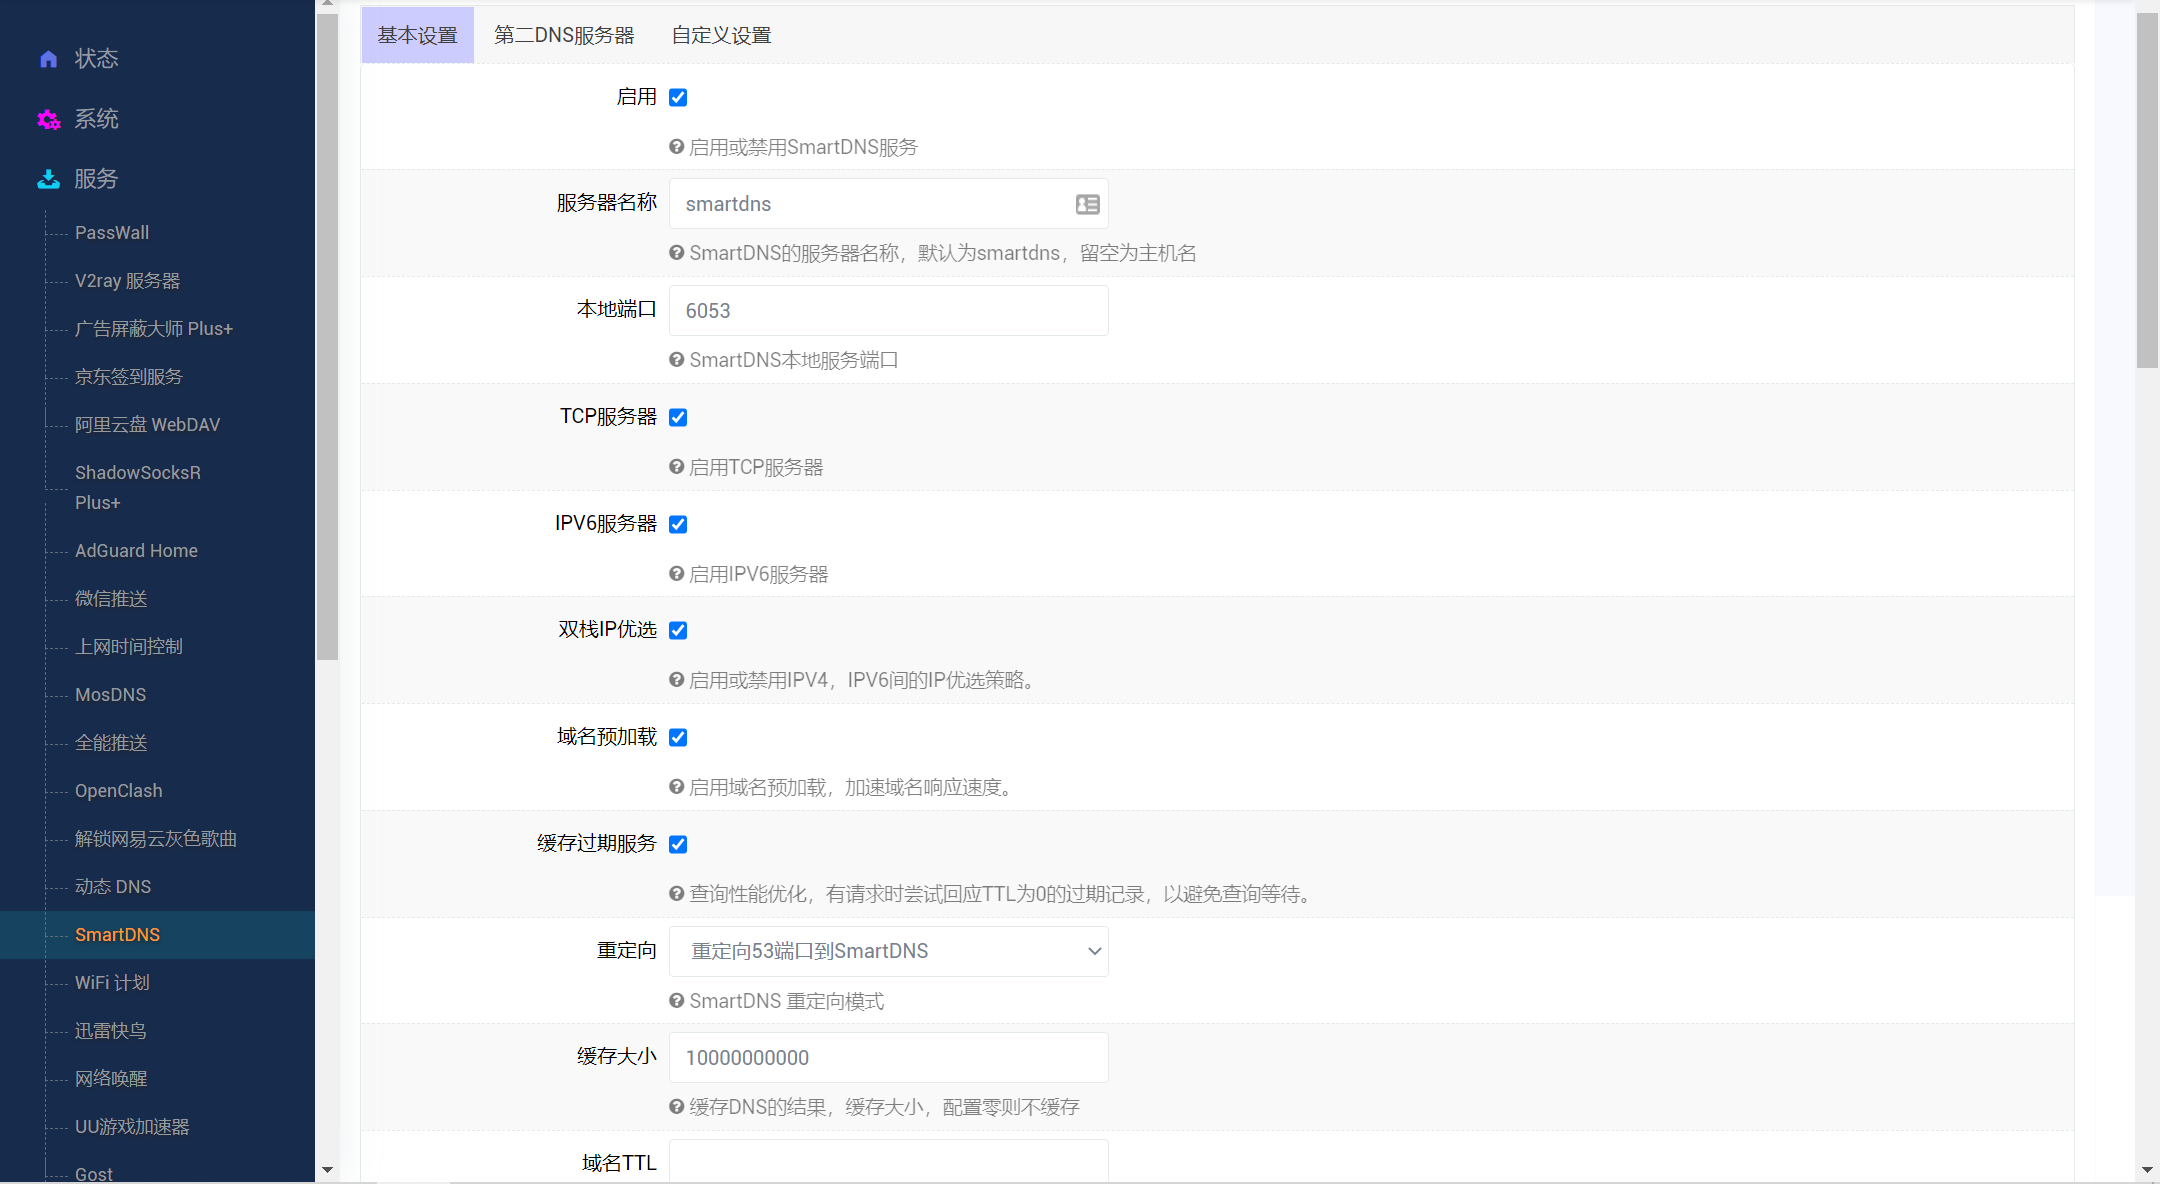 状态
系统
服务
PassWall
V2ray 服务器
广告屏蔽大师 Plus+
京东签到服务
阿里云盘 WebDAV
ShadowSocksR
Plus+
AdGuard Home
微信推送
上网时间控制
MosDNS
全能推送
OpenClash
解锁网易云灰色歌曲
动态 DNS
SmartDNS
WiFi 计划
迅雷快鸟
网络唤醒
UU游戏加速器
Gost
基本设置 第二DNS服务器 自定义设置
启用
启用或禁用SmartDNS服务
服务器名称 smartdns
SmartDNS的服务器名称，默认为smartdns，留空为主机名
本地端口 6053
SmartDNS本地服务端口
TCP服务器
启用TCP服务器
IPV6服务器
启用IPV6服务器
双栈IP优选
启用或禁用IPV4，IPV6间的IP优选策略。
域名预加载
启用域名预加载，加速域名响应速度。
缓存过期服务
查询性能优化，有请求时尝试回应TTL为0的过期记录，以避免查询等待。
重定向 重定向53端口到SmartDNS
SmartDNS 重定向模式
缓存大小 10000000000
缓存DNS的结果，缓存大小，配置零则不缓存
域名TTL